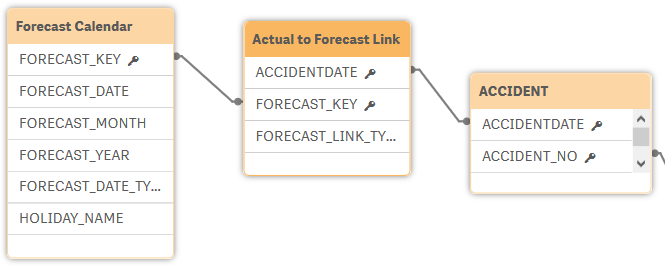 Forecast Calendar
FORECAST_KEY
FORECAST_DATE
FORECAST_MONTH
FORECAST_YEAR
FORECAST_DATE_TY...
HOLIDAY_NAME
Actual to Forecast Link
ACCIDENTDATE
FORECAST_KEY
FORECAST_LINK_TY...
ACCIDENT
ACCIDENTDATE
ACCIDENT_NO